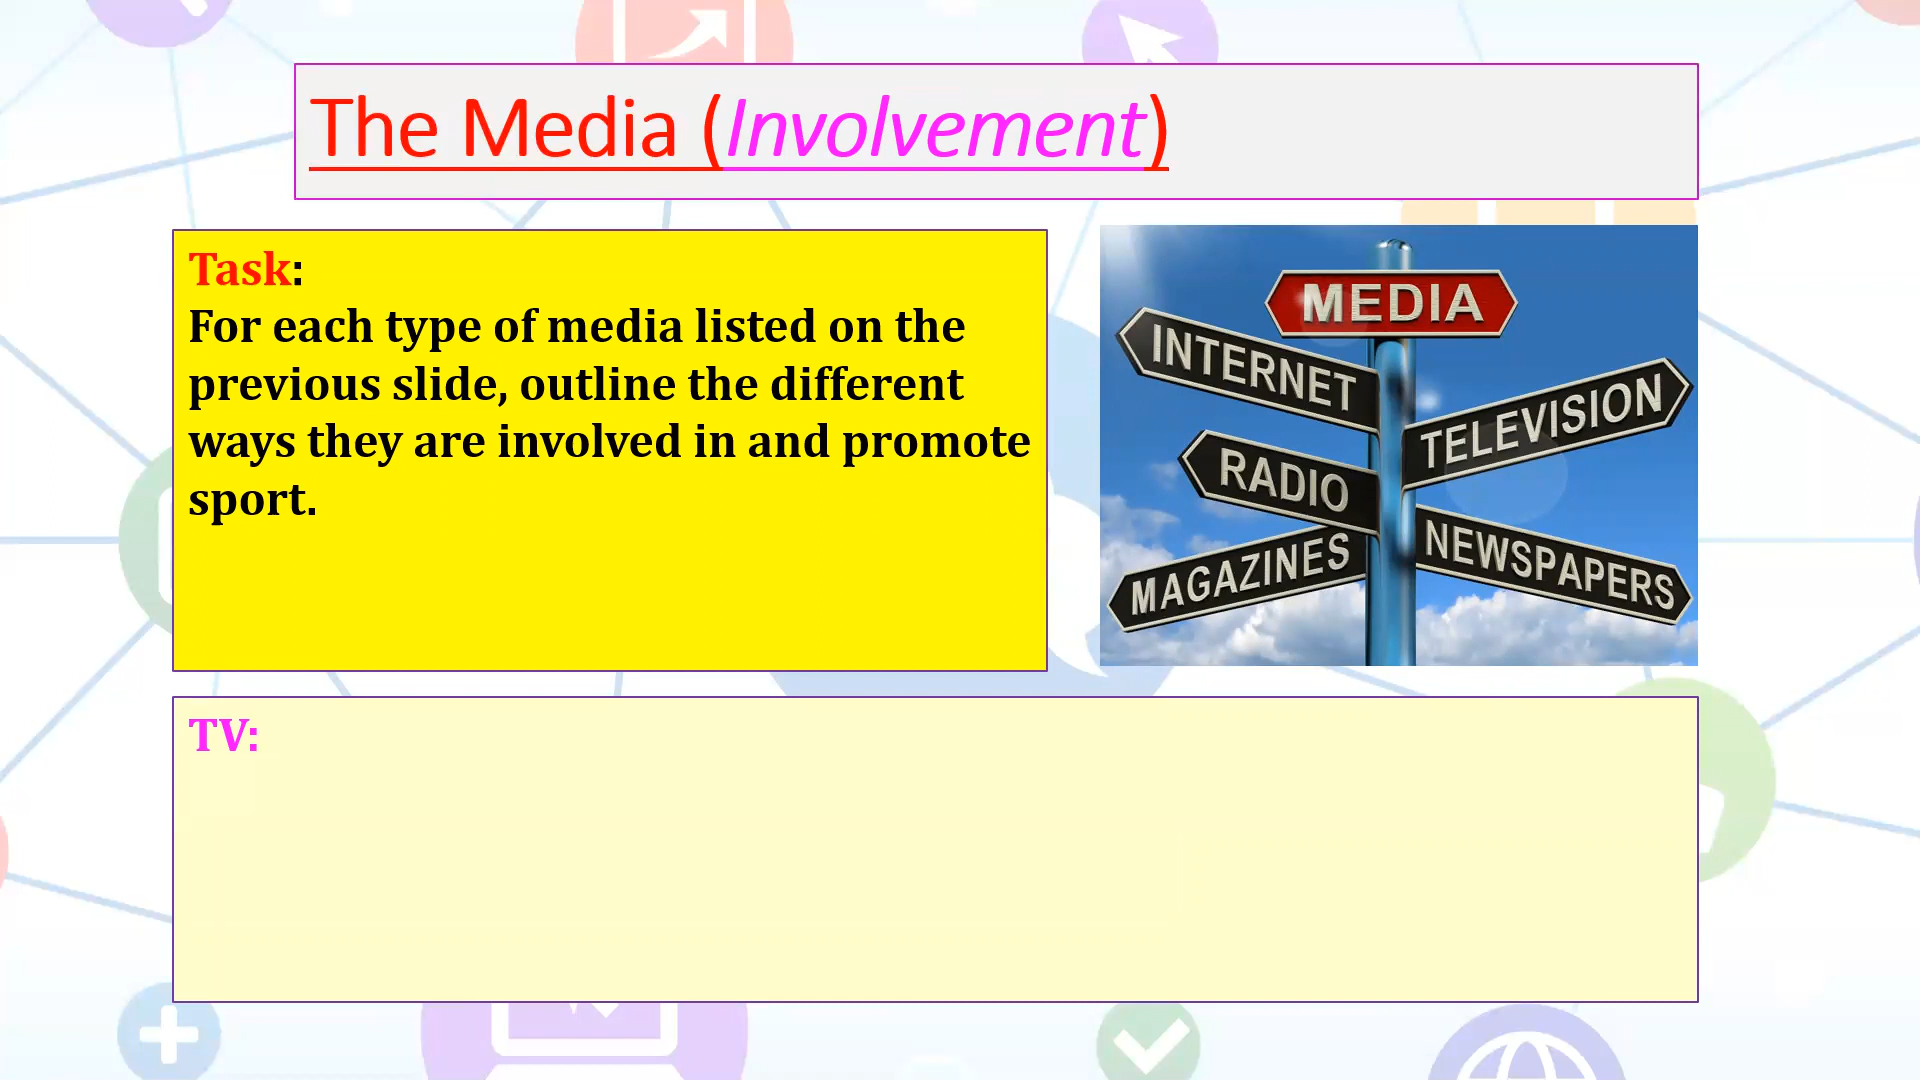 The Media (Involvement)
Task:
For each type of media listed on the
previous slide, outline the different
ways they are involved in and promote
sport.
MEDIA
INTERNET
TELEVISION
RADIO
NEWSPAPERS
MAGAZINES
TV: